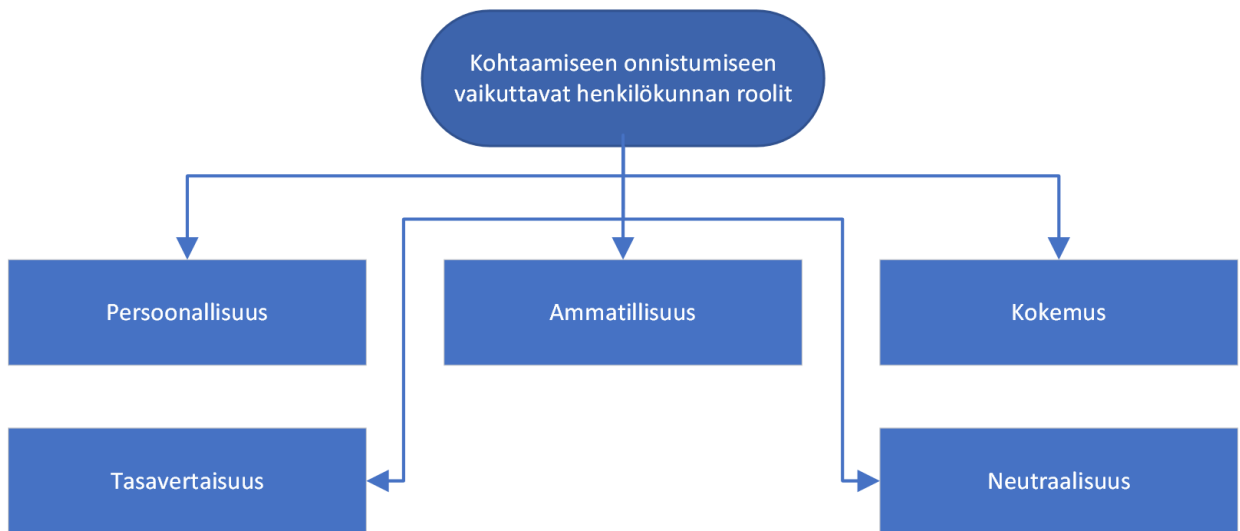 Kohtaamiseen onnistumiseen
vaikuttavat henkilökunnan roolit
Persoonallisuus
Ammatillisuus
Kokemus
Tasavertaisuus
Neutraalisuus